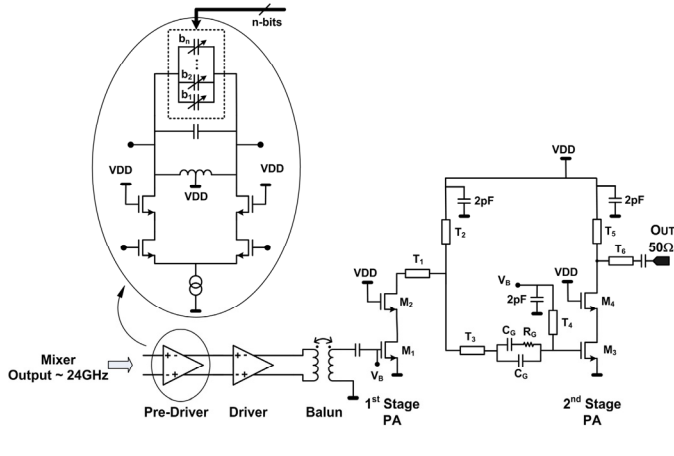 n-bits
bn
b2
b1
VDD
VDD
VDD
VDD
2pF
2pF
T2
T5
OUT
50Ω
T6
T1
VDD
M2
VB
2pF
VDD
M4
T4
CG
RG
T3
CG
M3
M1
VB
Mixer
Output ~ 24GHz
Pre-Driver
Driver
Balun
1st Stage
PA
2nd Stage
PA